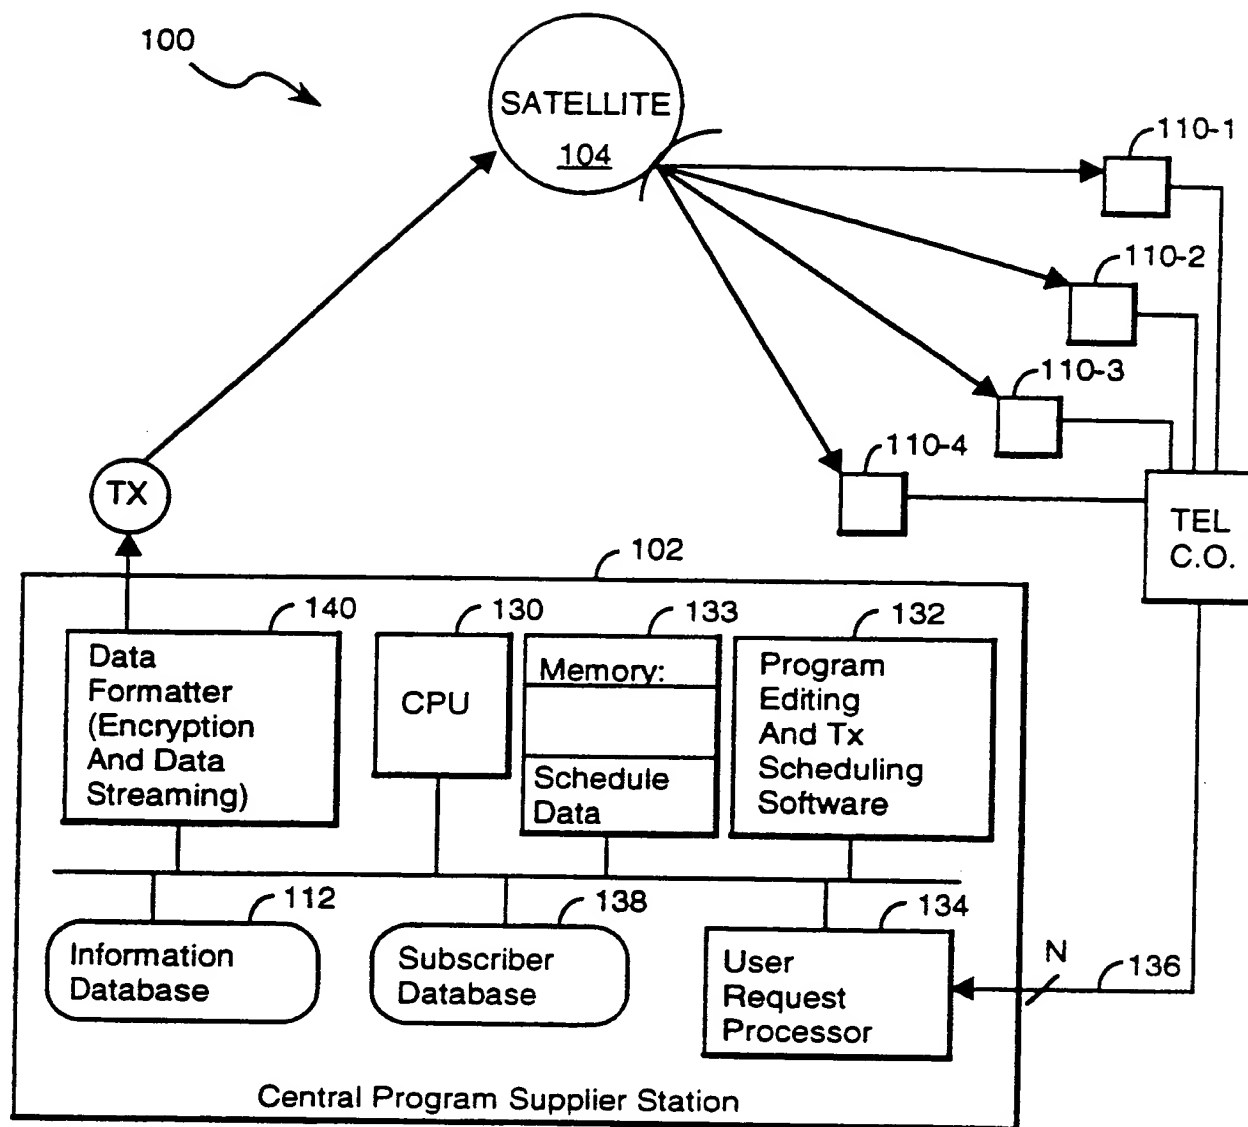 100
SATELLITE
104
110-1
110-2
110-3
110-4
TX
TEL
C.O.
102
140
130
133
132
Data
Formatter
(Encryption
And Data
Streaming)
CPU
Memory:
Schedule
Data
Program
Editing
And Tx
Scheduling
Software
112
138
134
Information
Database
Subscriber
Database
User
Request
Processor
N
136
Central Program Supplier Station